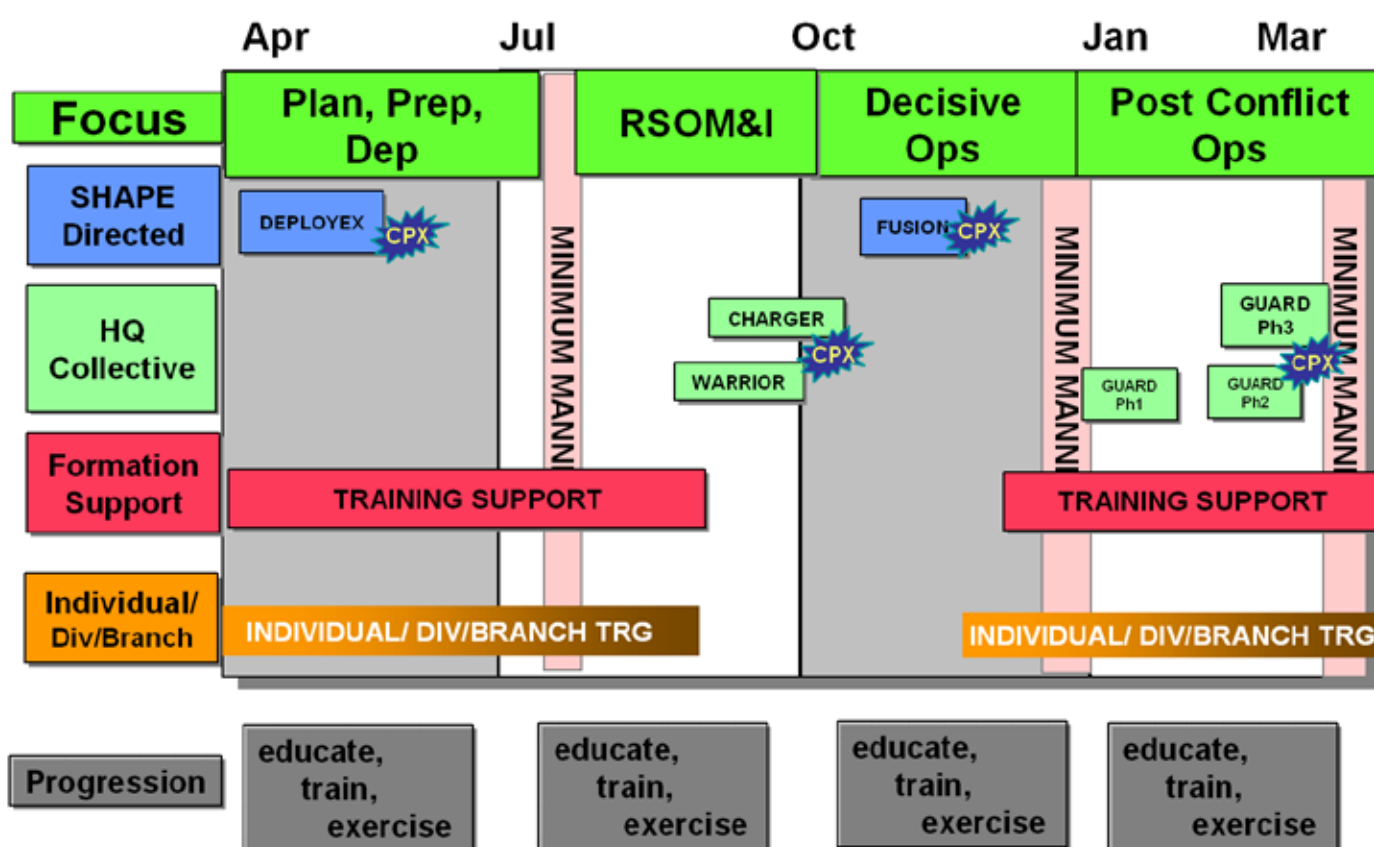 Apr Jul Oct Jan Mar
Focus
Plan, Prep,
Dep
RSOM&I
Decisive
Ops
Post Conflict
Ops
SHAPE
Directed
DEPLOYEX
CPX
FUSION
CPX
MINIMUM MANNI
MINIMUM MANNI
MINIMUM MANNI
HQ
Collective
CHARGER
WARRIOR
CPX
GUARD
Ph1
GUARD
Ph3
GUARD
Ph2
CPX
Formation
Support
TRAINING SUPPORT
TRAINING SUPPORT
Individual/
Div/Branch
INDIVIDUAL/ DIV/BRANCH TRG
INDIVIDUAL/ DIV/BRANCH TRG
Progression
educate,
train,
exercise
educate,
train,
exercise
educate,
train,
exercise
educate,
train,
exercise